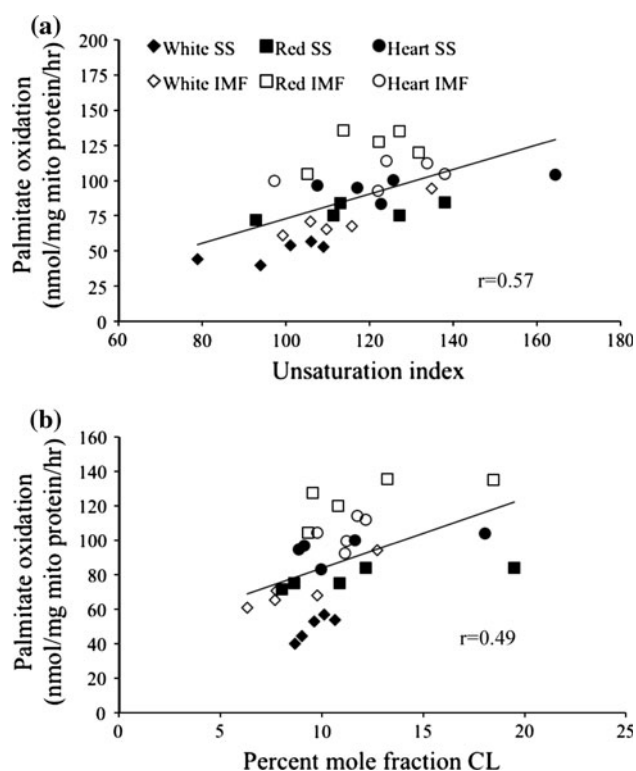 (a)
200
White SS Red SS Heart SS
175
White IMF Red IMF Heart IMF
150
125
100
75
50
25
0
Palmitate oxidation
(nmol/mg mito protein/hr)
r=0.57
60 80 100 120 140 160 180
Unsaturation index
(b)
160
140
120
100
80
60
40
20
0
Palmitate oxidation
(nmol/mg mito protein/hr)
r=0.49
0 5 10 15 20 25
Percent mole fraction CL